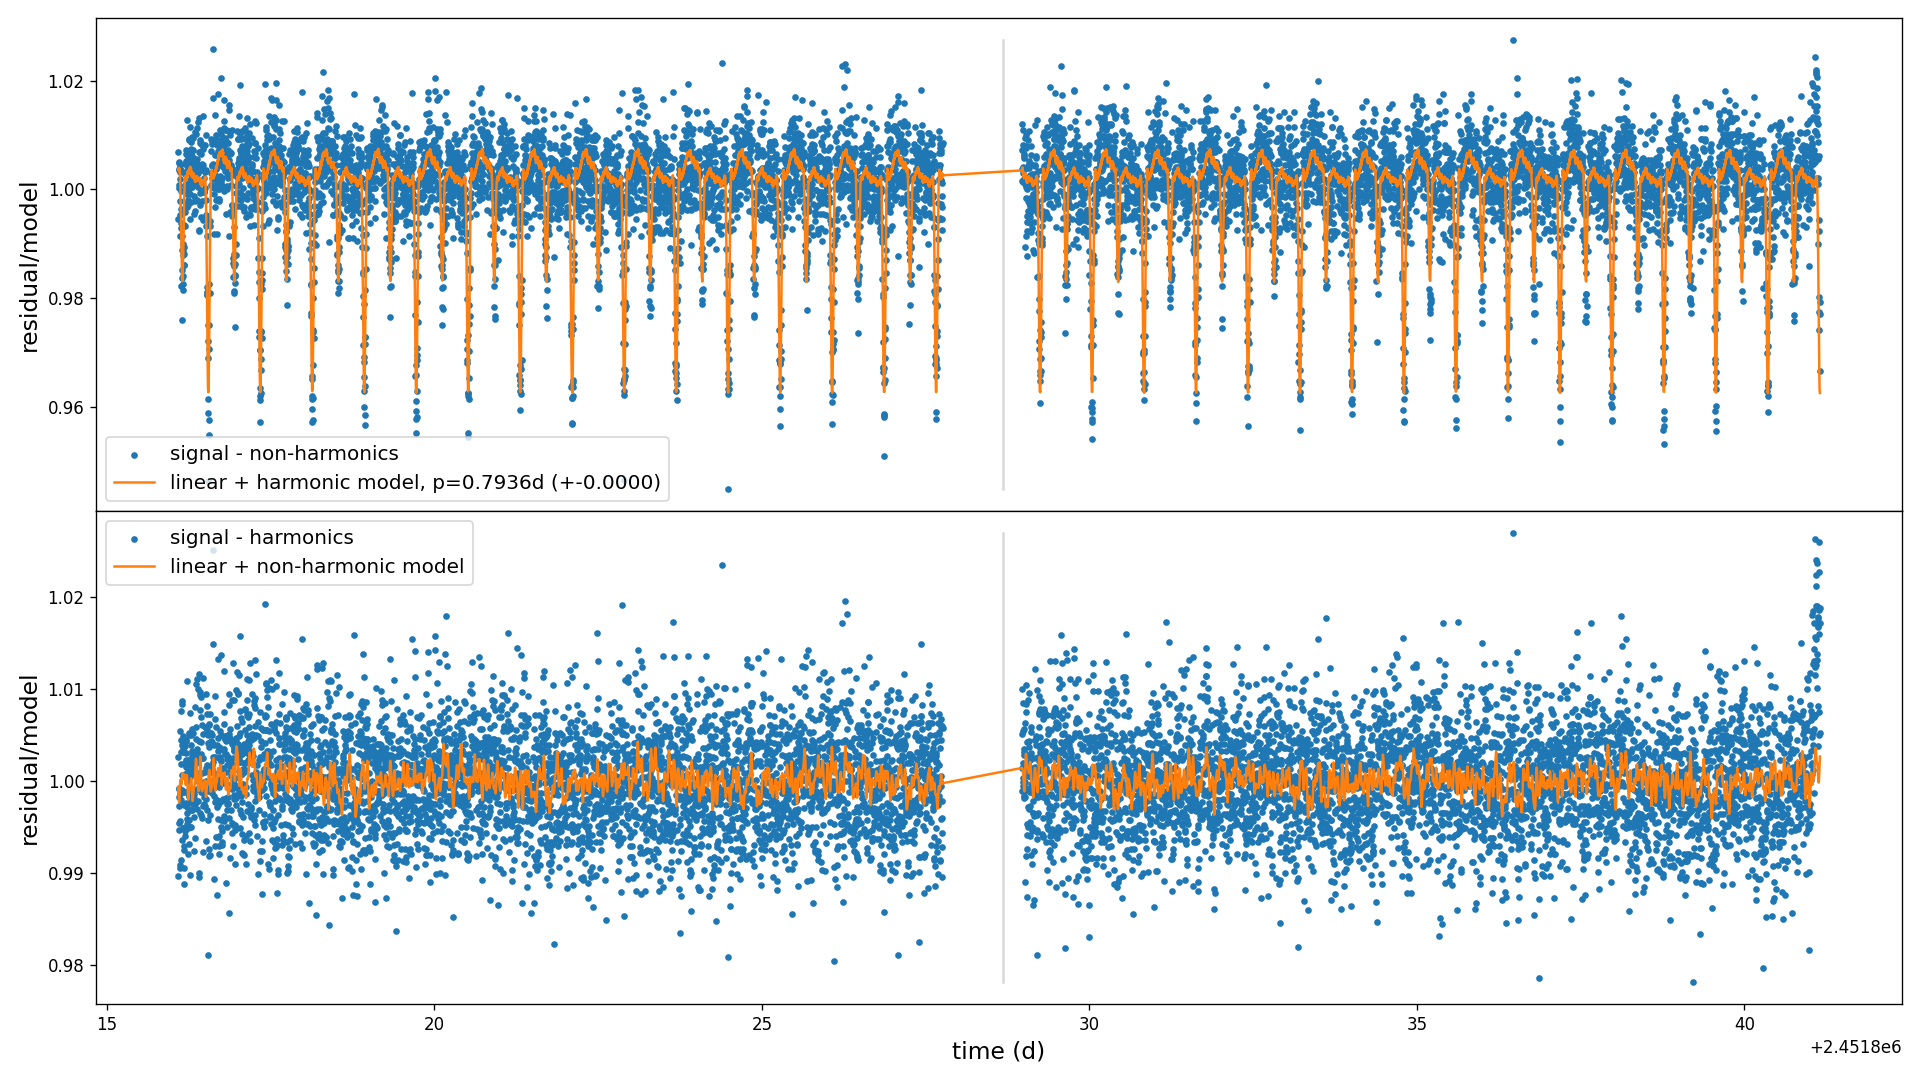 1.02
1.00
0.98
0.96
residual/model
signal - non-harmonics
linear + harmonic model, p=0.7936d (+-0.0000)
signal - harmonics
linear + non-harmonic model
1.02
1.01
1.00
0.99
0.98
residual/model
15 20 25 30 35 40
time (d)
+2.4518e6